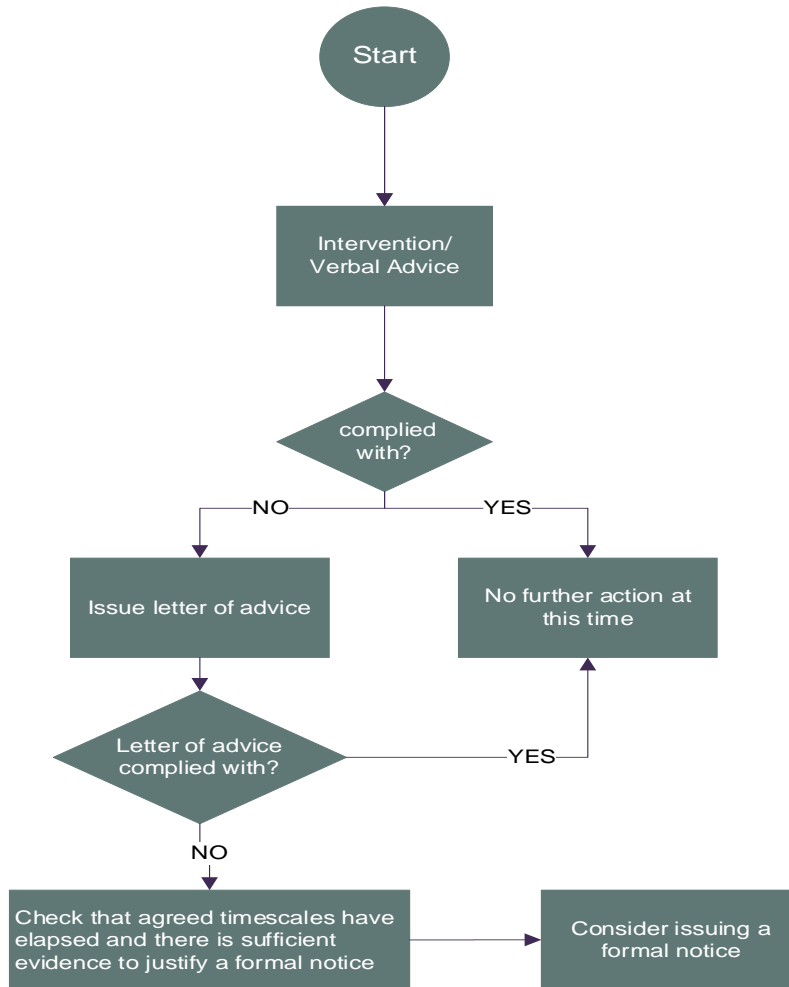 Start
Intervention/
Verbal Advice
complied
with?
NO
YES
Issue letter of advice
No further action at
this time
Letter of advice
complied with?
YES
NO
Check that agreed timescales have
elapsed and there is sufficient
evidence to justify a formal notice
Consider issuing a
formal notice